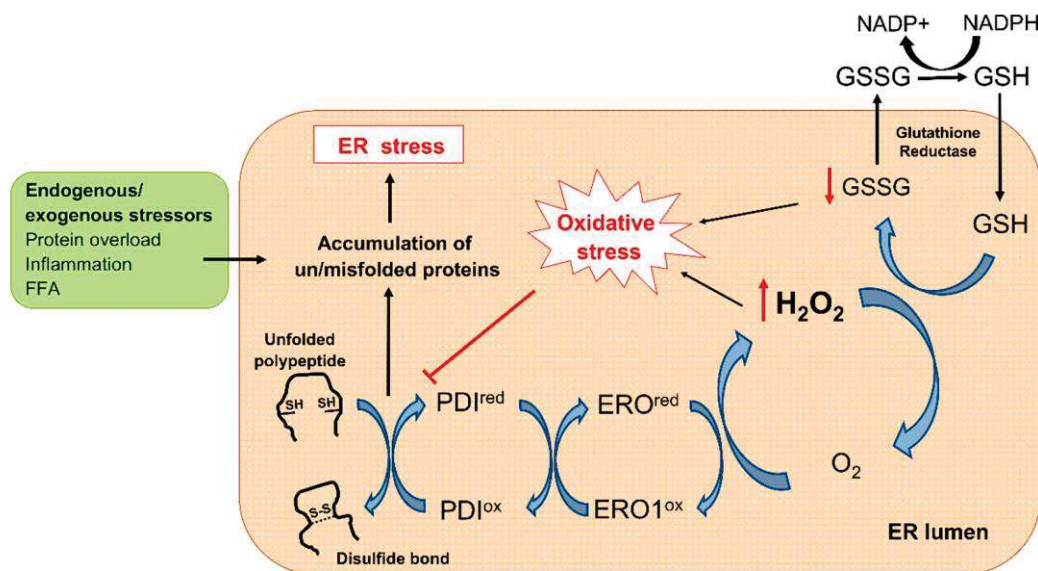 NADP+ NADPH
GSSG GSH
Glutathione
Reductase
ER stress
GSSG
Endogenous/
exogenous stressors
Protein overload
Inflammation
FFA
Oxidative
stress
GSH
Accumulation of
un/misfolded proteins
H₂O₂
Unfolded
polypeptide
SH SH
PDIʳᵉᵈ EROʳᵉᵈ
O₂
S-S
PDIᵒˣ ERO1ᵒˣ
ER lumen
Disulfide bond